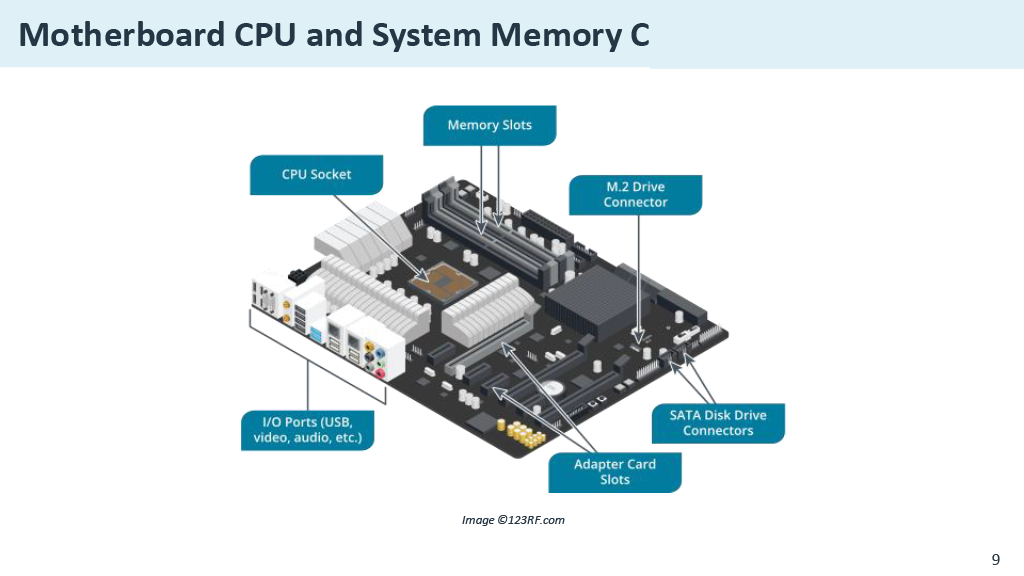 Motherboard CPU and System Memory C
Memory Slots
CPU Socket
M.2 Drive
Connector
I/O Ports (USB,
video, audio, etc.)
SATA Disk Drive
Connectors
Adapter Card
Slots
Image ©123RF.com
9